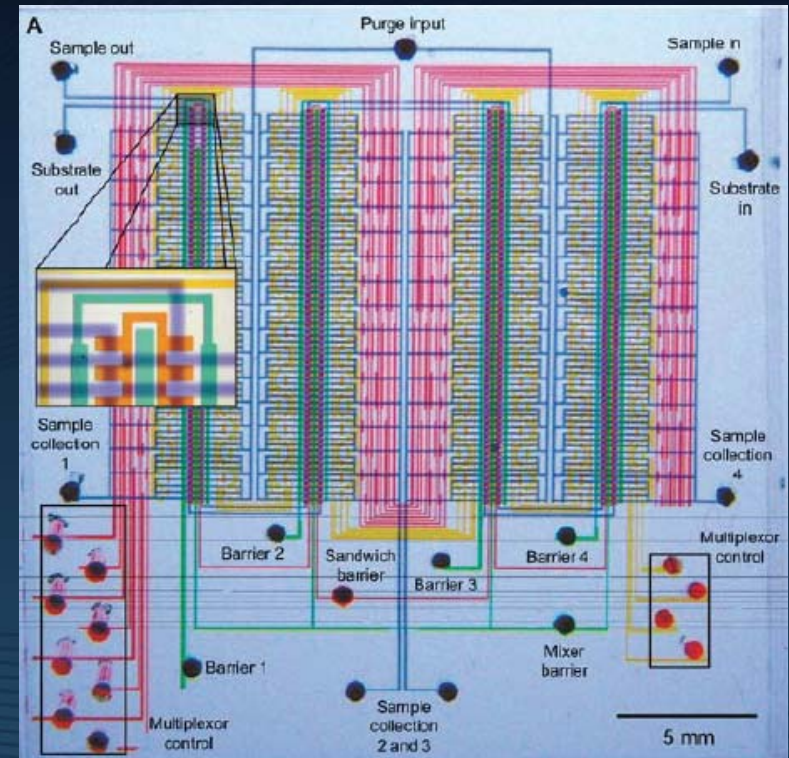 A
Purge input
Sample out
Sample in
Substrate
out
Substrate
in
Sample
collection
1
Sample
collection
4
Barrier 2
Sandwich
barrier
Barrier 3
Barrier 4
Multiplexor
control
Barrier 1
Mixer
barrier
Multiplexor
control
Sample
collection
2 and 3
5 mm